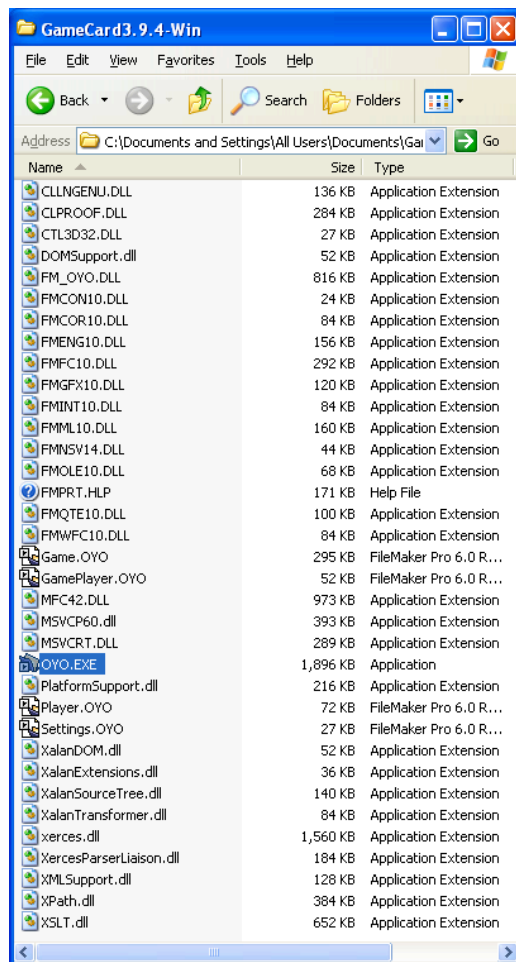 GameCard3.9.4-Win
File Edit View Favorites Tools Help
Back Search Folders
Address C:\Documents and Settings\All Users\Documents\Gar Go
Name Size Type
CLLNGENU.DLL 136 KB Application Extension
CLPROOF.DLL 284 KB Application Extension
CTL3D32.DLL 27 KB Application Extension
DOMSupport.dll 52 KB Application Extension
FM_OYO.DLL 816 KB Application Extension
FMCON10.DLL 24 KB Application Extension
FMCOR10.DLL 84 KB Application Extension
FMENG10.DLL 156 KB Application Extension
FMFC10.DLL 292 KB Application Extension
FMGFX10.DLL 120 KB Application Extension
FMINT10.DLL 84 KB Application Extension
FMML10.DLL 160 KB Application Extension
FMNSV14.DLL 44 KB Application Extension
FMOLE10.DLL 68 KB Application Extension
FMPRT.HLP 171 KB Help File
FMQTE10.DLL 100 KB Application Extension
FMWFC10.DLL 84 KB Application Extension
Game.OYO 295 KB FileMaker Pro 6.0 R...
GamePlayer.OYO 52 KB FileMaker Pro 6.0 R...
MFC42.DLL 973 KB Application Extension
MSVCP60.dll 393 KB Application Extension
MSVCRT.DLL 289 KB Application Extension
OYO.EXE 1,896 KB Application
PlatformSupport.dll 216 KB Application Extension
Player.OYO 72 KB FileMaker Pro 6.0 R...
Settings.OYO 27 KB FileMaker Pro 6.0 R...
XalanDOM.dll 52 KB Application Extension
XalanExtensions.dll 36 KB Application Extension
XalanSourceTree.dll 140 KB Application Extension
XalanTransformer.dll 84 KB Application Extension
xerces.dll 1,560 KB Application Extension
XercesParserLiaison.dll 184 KB Application Extension
XMLSupport.dll 128 KB Application Extension
XPath.dll 384 KB Application Extension
XSLT.dll 652 KB Application Extension